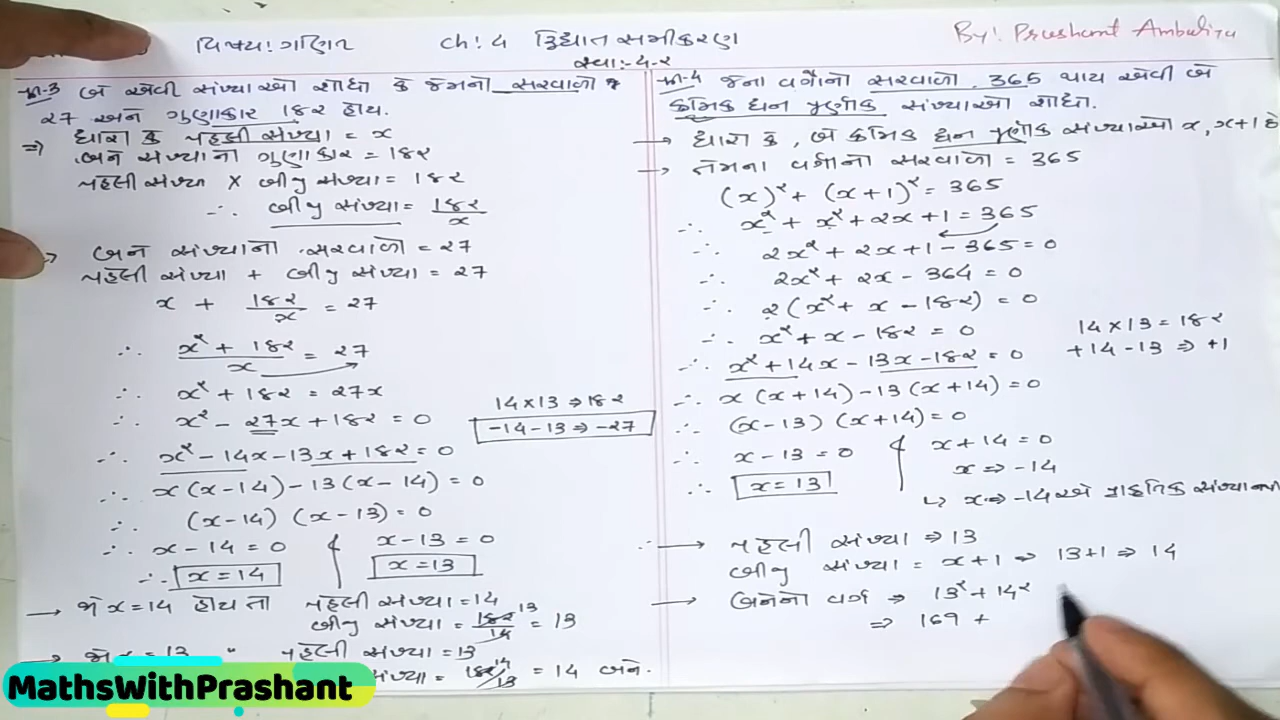 વિષય: ગણિત Ch: 4 દ્વિઘાત સમીકરણ By: Prashant Ambaliya
સ્વા:-4·2
પ્ર-3 બે એવી સંખ્યાઓ શોધો કે જેમનો સરવાળો
27 અને ગુણાકાર 182 હોય.
⇒ ધારો કે પહેલી સંખ્યા = x
બંને સંખ્યાનો ગુણાકાર = 182
પહેલી સંખ્યા × બીજી સંખ્યા = 182
∴ બીજી સંખ્યા = 182/x
→ બંને સંખ્યાનો સરવાળો = 27
પહેલી સંખ્યા + બીજી સંખ્યા = 27
x + 182/x = 27
∴ (x² + 182)/x = 27
∴ x² + 182 = 27x
∴ x² - 27x + 182 = 0
14 × 13 ⇒ 182
-14 - 13 ⇒ -27
∴ x² - 14x - 13x + 182 = 0
∴ x(x-14) - 13(x-14) = 0
∴ (x-14) (x-13) = 0
∴ x - 14 = 0 x - 13 = 0
∴ x = 14 x = 13
→ જો x = 14 હોય તો પહેલી સંખ્યા = 14
બીજી સંખ્યા = 182/14 13 = 13
→ જો x = 13 " પહેલી સંખ્યા = 13
સંખ્યા = 182/13 14 = 14 બને.
પ્ર-4 જેના વર્ગોનો સરવાળો 365 થાય એવી બે
ક્રમિક ધન પૂર્ણાંક સંખ્યાઓ શોધો.
→ ધારો કે, બે ક્રમિક ધન પૂર્ણાંક સંખ્યાઓ x, x+1 છે
→ તેમના વર્ગોનો સરવાળો = 365
(x)² + (x+1)² = 365
∴ x² + x² + 2x + 1 = 365
∴ 2x² + 2x + 1 - 365 = 0
∴ 2x² + 2x - 364 = 0
∴ 2(x² + x - 182) = 0
∴ x² + x - 182 = 0
14 × 13 = 182
+14 - 13 ⇒ +1
∴ x² + 14x - 13x - 182 = 0
∴ x(x+14) - 13(x+14) = 0
∴ (x-13) (x+14) = 0
∴ x - 13 = 0 x + 14 = 0
∴ x = 13 x ⇒ -14
↳ x ⇒ -14 એ પ્રાકૃતિક સંખ્યા નથી
∴ → પહેલી સંખ્યા ⇒ 13
બીજી સંખ્યા = x+1 ⇒ 13+1 ⇒ 14
→ બંનેનો વર્ગ ⇒ 13² + 14²
⇒ 169 +
MathsWithPrashant